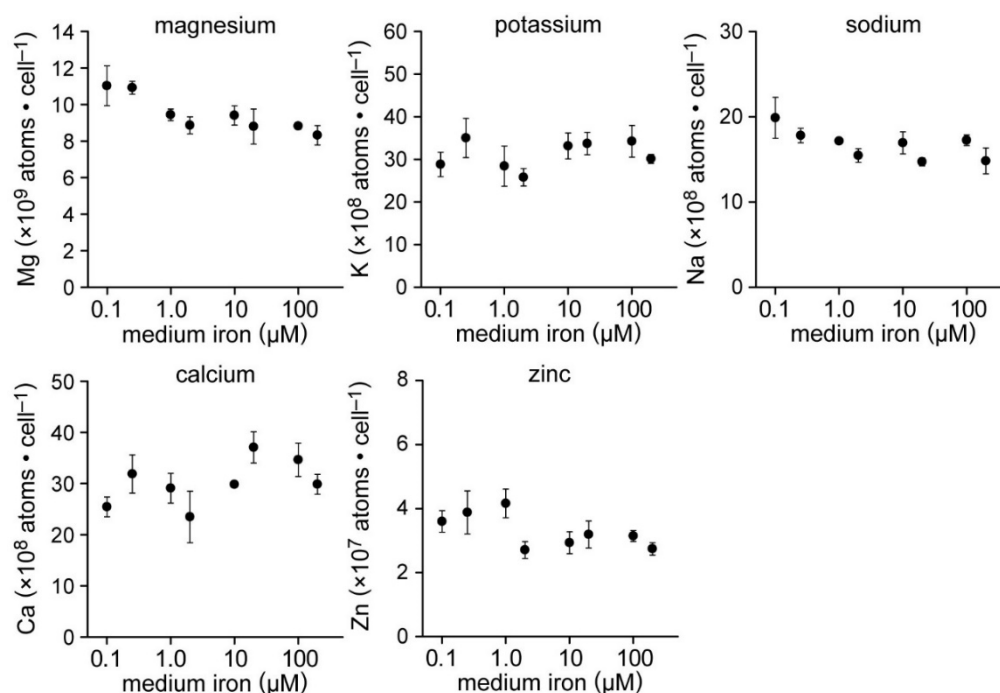 magnesium
Mg (×10⁹ atoms • cell⁻¹)
14
12
10
8
6
4
2
0
0.1 1.0 10 100
medium iron (µM)
potassium
K (×10⁸ atoms • cell⁻¹)
60
50
40
30
20
10
0
0.1 1.0 10 100
medium iron (µM)
sodium
Na (×10⁸ atoms • cell⁻¹)
30
20
10
0
0.1 1.0 10 100
medium iron (µM)
calcium
Ca (×10⁸ atoms • cell⁻¹)
50
40
30
20
10
0
0.1 1.0 10 100
medium iron (µM)
zinc
Zn (×10⁷ atoms • cell⁻¹)
8
6
4
2
0
0.1 1.0 10 100
medium iron (µM)